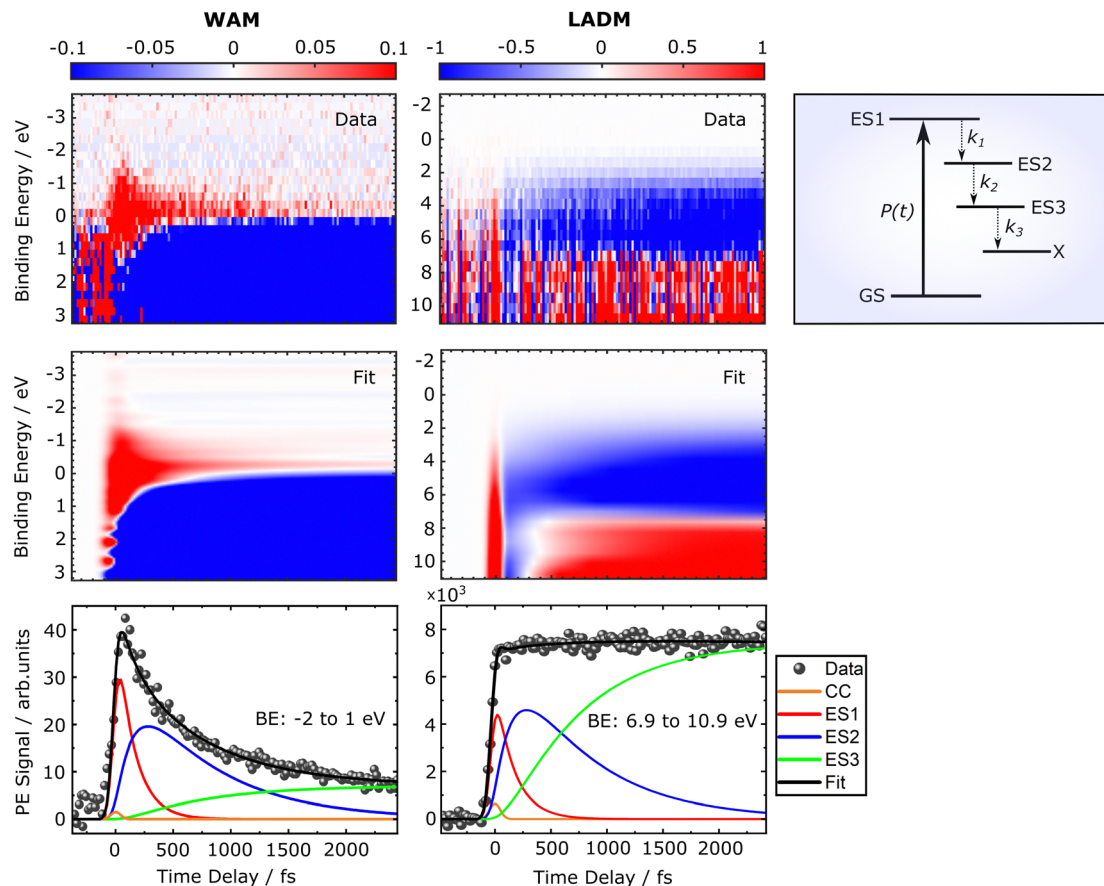 WAM
LADM
-0.1 -0.05 0 0.05 0.1
-1 -0.5 0 0.5 1
Binding Energy / eV
-3
-2
-1
0
1
2
3
Data
-2
0
2
4
6
8
10
Data
ES1
k1
ES2
k2
P(t)
ES3
k3
X
GS
Binding Energy / eV
-3
-2
-1
0
1
2
3
Fit
-2
0
2
4
6
8
10
Fit
PE Signal / arb.units
40
30
20
10
0
BE: -2 to 1 eV
0 500 1000 1500 2000
Time Delay / fs
×10³
8
6
4
2
0
BE: 6.9 to 10.9 eV
0 500 1000 1500 2000
Time Delay / fs
Data
CC
ES1
ES2
ES3
Fit